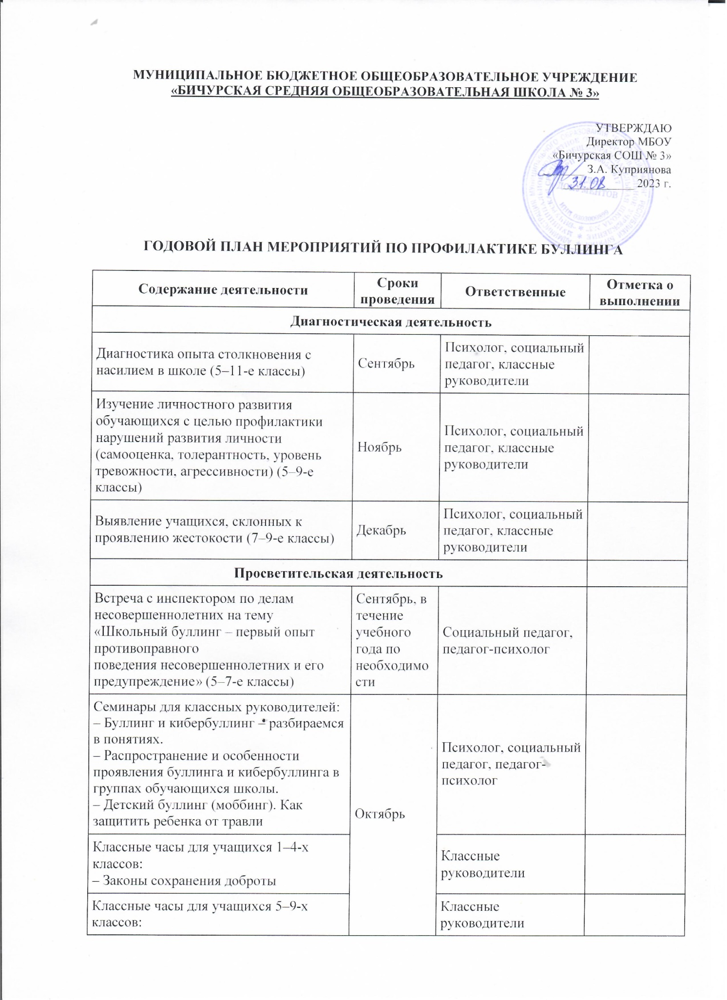 МУНИЦИПАЛЬНОЕ БЮДЖЕТНОЕ ОБЩЕОБРАЗОВАТЕЛЬНОЕ УЧРЕЖДЕНИЕ
«БИЧУРСКАЯ СРЕДНЯЯ ОБЩЕОБРАЗОВАТЕЛЬНАЯ ШКОЛА № 3»
УТВЕРЖДАЮ
Директор МБОУ
«Бичурская СОШ № 3»
З.А. Куприянова
31.08 2023 г.
ДОКУМЕНТОВ
ГОДОВОЙ ПЛАН МЕРОПРИЯТИЙ ПО ПРОФИЛАКТИКЕ БУЛЛИНГА
Содержание деятельности
Сроки
проведения
Ответственные
Отметка о
выполнении
Диагностическая деятельность
Диагностика опыта столкновения с
насилием в школе (5–11-е классы)
Сентябрь
Психолог, социальный
педагог, классные
руководители
Изучение личностного развития
обучающихся с целью профилактики
нарушений развития личности
(самооценка, толерантность, уровень
тревожности, агрессивности) (5–9-е
классы)
Ноябрь
Психолог, социальный
педагог, классные
руководители
Выявление учащихся, склонных к
проявлению жестокости (7–9-е классы)
Декабрь
Психолог, социальный
педагог, классные
руководители
Просветительская деятельность
Встреча с инспектором по делам
несовершеннолетних на тему
«Школьный буллинг – первый опыт
противоправного
поведения несовершеннолетних и его
предупреждение» (5–7-е классы)
Сентябрь, в
течение
учебного
года по
необходимо
сти
Социальный педагог,
педагог-психолог
Семинары для классных руководителей:
– Буллинг и кибербуллинг – разбираемся
в понятиях.
– Распространение и особенности
проявления буллинга и кибербуллинга в
группах обучающихся школы.
– Детский буллинг (моббинг). Как
защитить ребенка от травли
Октябрь
Психолог, социальный
педагог, педагог-
психолог
Классные часы для учащихся 1–4-х
классов:
– Законы сохранения доброты
Классные
руководители
Классные часы для учащихся 5–9-х
классов:
Классные
руководители